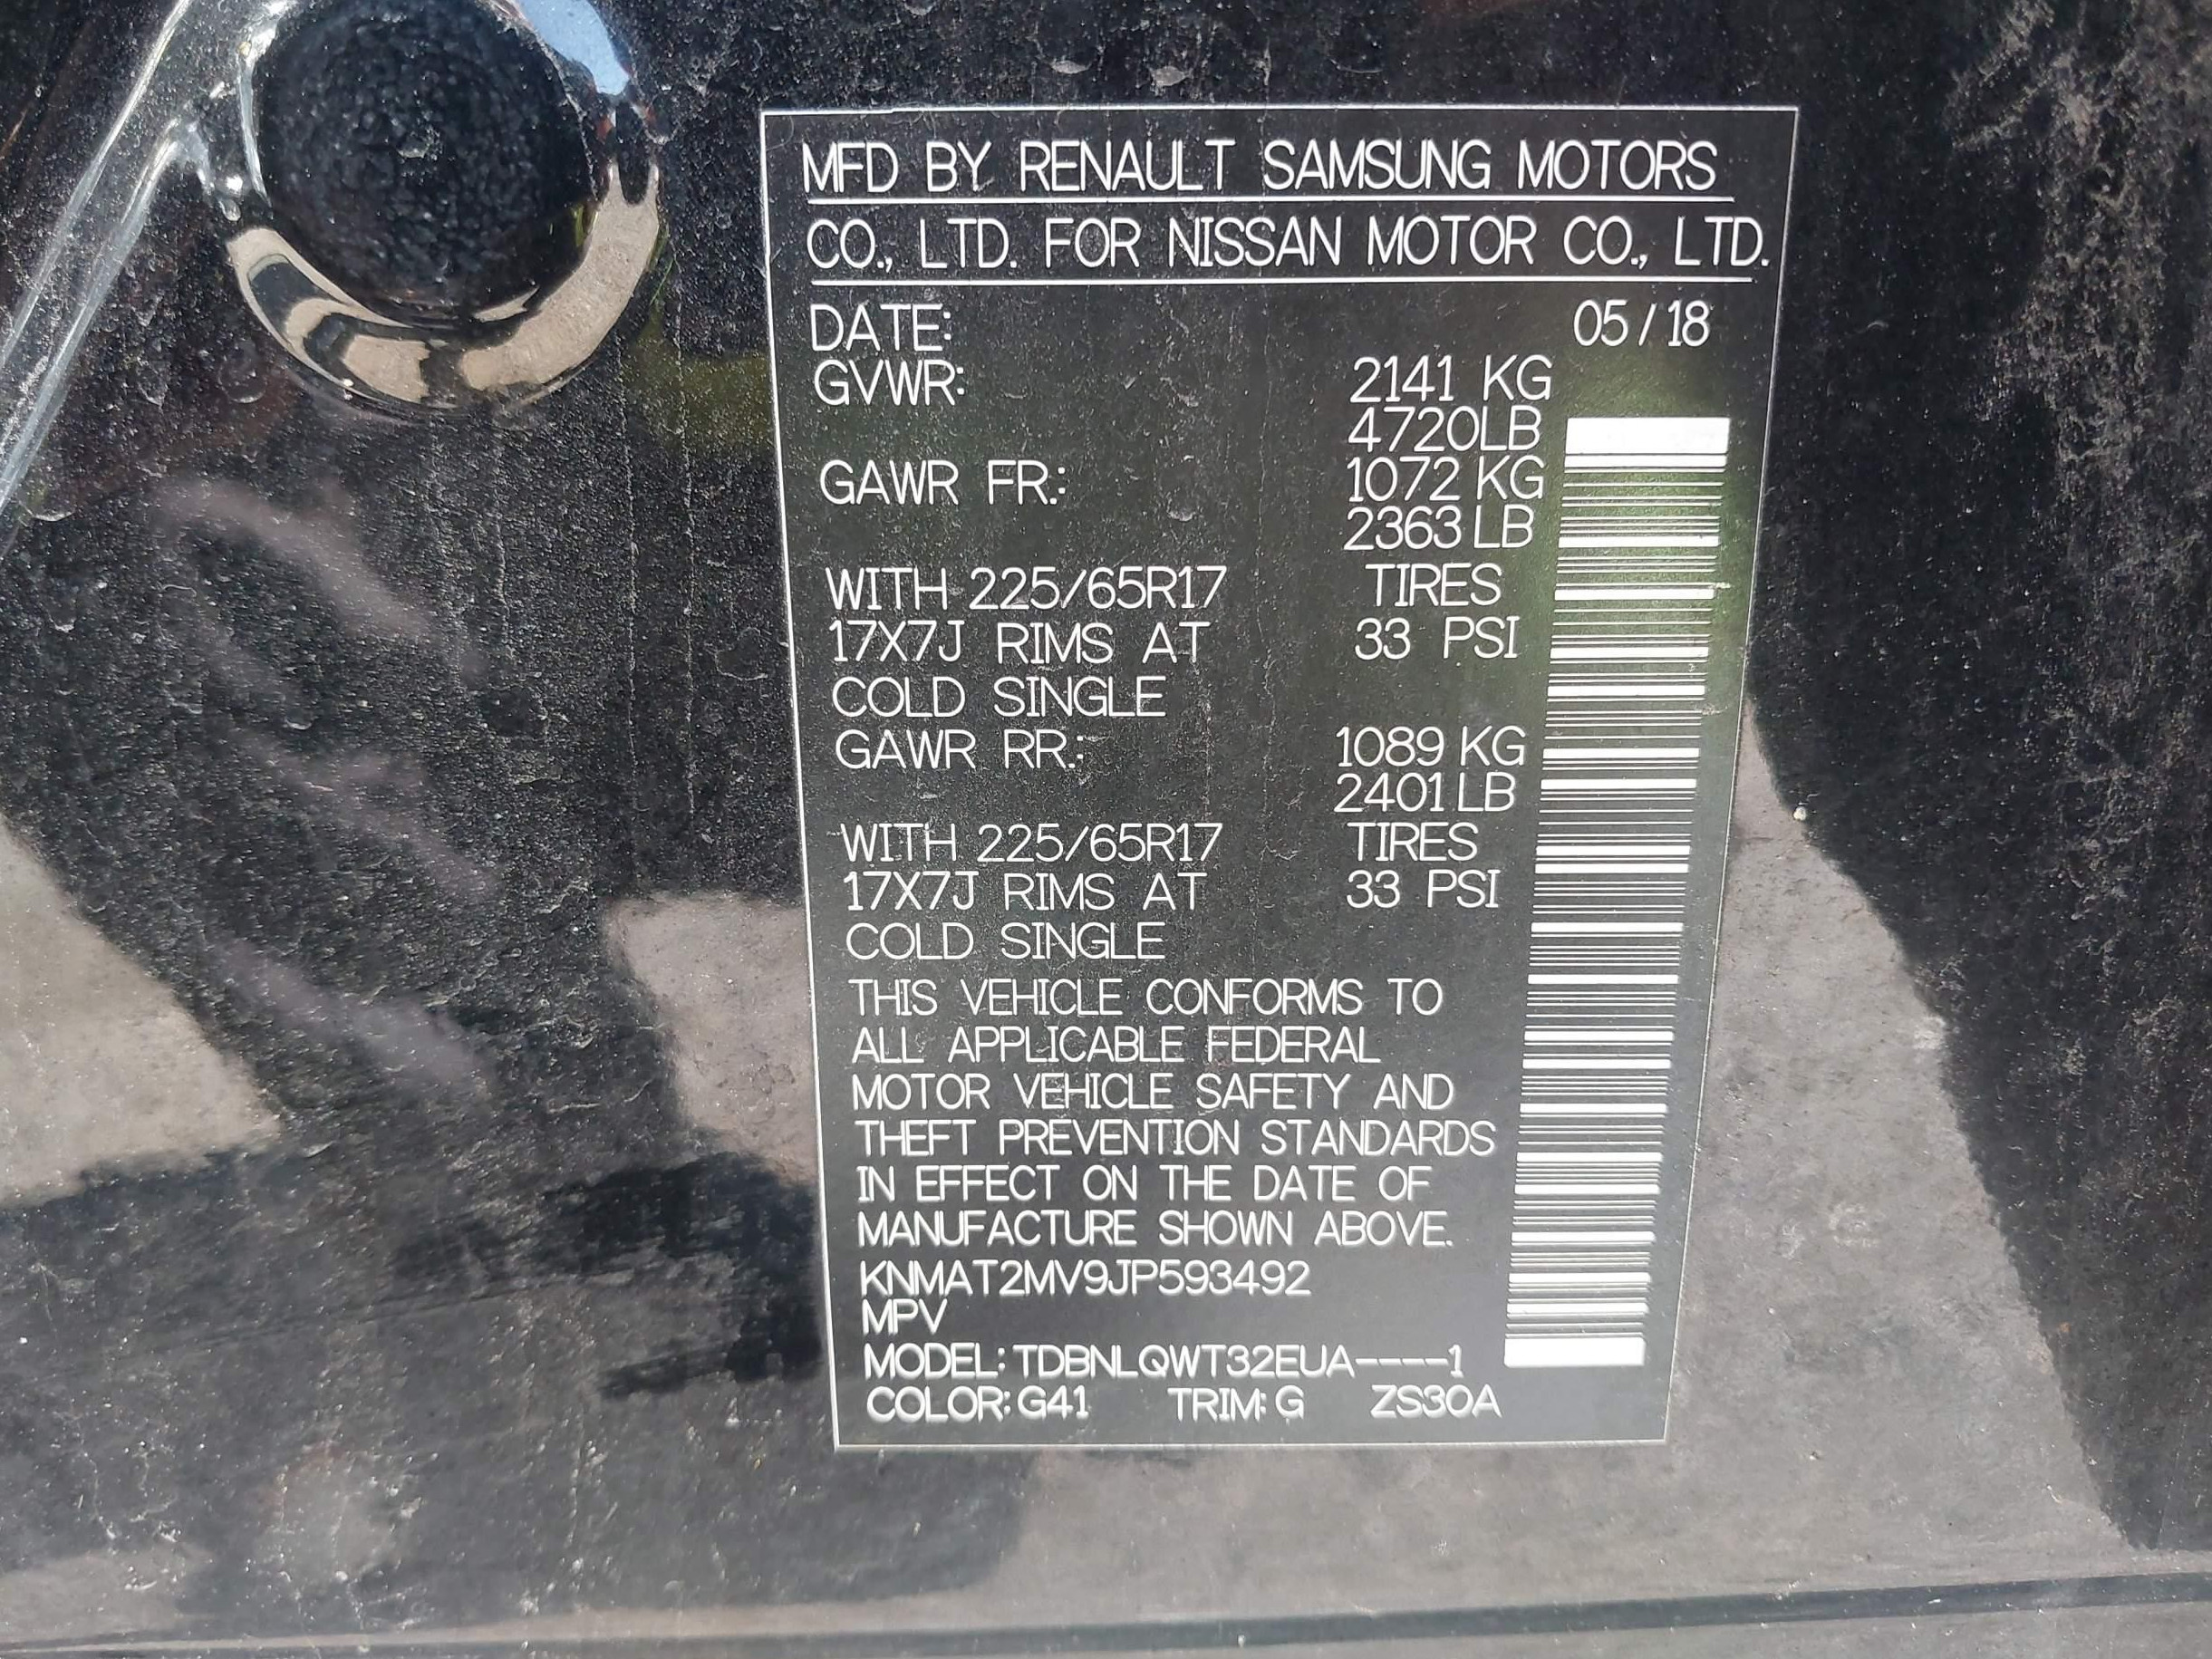 MFD BY RENAULT SAMSUNG MOTORS
CO., LTD. FOR NISSAN MOTOR CO., LTD.
DATE: 05/18
GVWR: 2141 KG
4720LB
GAWR FR.: 1072 KG
2363 LB
WITH 225/65R17 TIRES
17X7J RIMS AT 33 PSI
COLD SINGLE
GAWR RR.: 1089 KG
2401 LB
WITH 225/65R17 TIRES
17X7J RIMS AT 33 PSI
COLD SINGLE
THIS VEHICLE CONFORMS TO
ALL APPLICABLE FEDERAL
MOTOR VEHICLE SAFETY AND
THEFT PREVENTION STANDARDS
IN EFFECT ON THE DATE OF
MANUFACTURE SHOWN ABOVE.
KNMAT2MV9JP593492
MPV
MODEL: TDBNLQWT32EUA----1
COLOR: G41 TRIM: G ZS30A